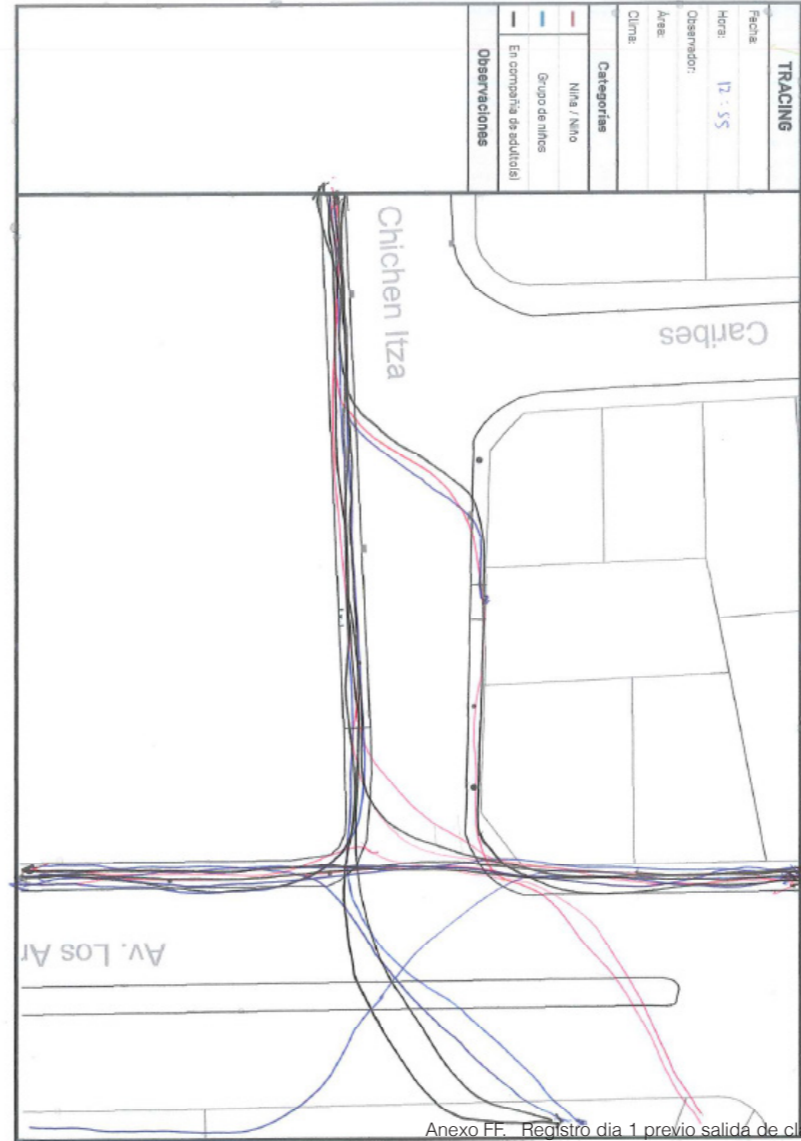 TRACING
Fecha:
Hora: 12:55
Observador:
Área:
Clima:
Categorías
Niña / Niño
Grupo de niños
En compañía de adulto(s)
Observaciones
Chichen Itza
Caribes
Av. Los Ar
Anexo FF. Registro dia 1 previo salida de cl